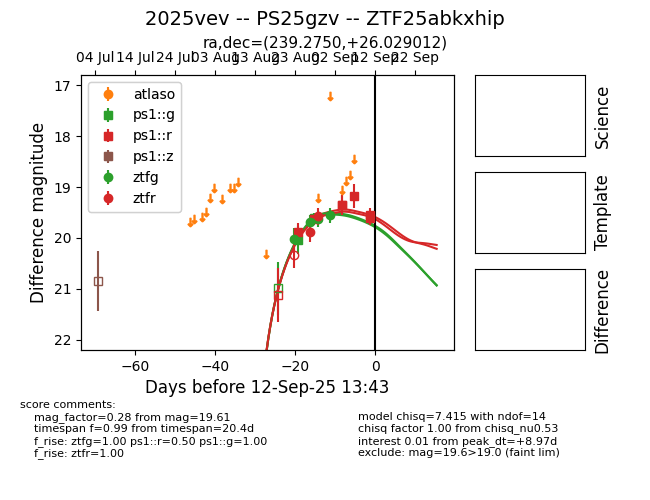 2025vev -- PS25gzv -- ZTF25abkxhip
ra,dec=(239.2750,+26.029012)
04 Jul 14 Jul 24 Jul 03 Aug 13 Aug 23 Aug 02 Sep 12 Sep 22 Sep
17
18
19
20
21
22
Difference magnitude
atlaso
ps1::g
ps1::r
ps1::z
ztfg
ztfr
−60 −40 −20 0
Days before 12-Sep-25 13:43
Science
Template
Difference
score comments:
mag_factor=0.28 from mag=19.61
timespan f=0.99 from timespan=20.4d
f_rise: ztfg=1.00 ps1::r=0.50 ps1::g=1.00
f_rise: ztfr=1.00
model chisq=7.415 with ndof=14
chisq factor 1.00 from chisq_nu0.53
interest 0.01 from peak_dt=+8.97d
exclude: mag=19.6>19.0 (faint lim)